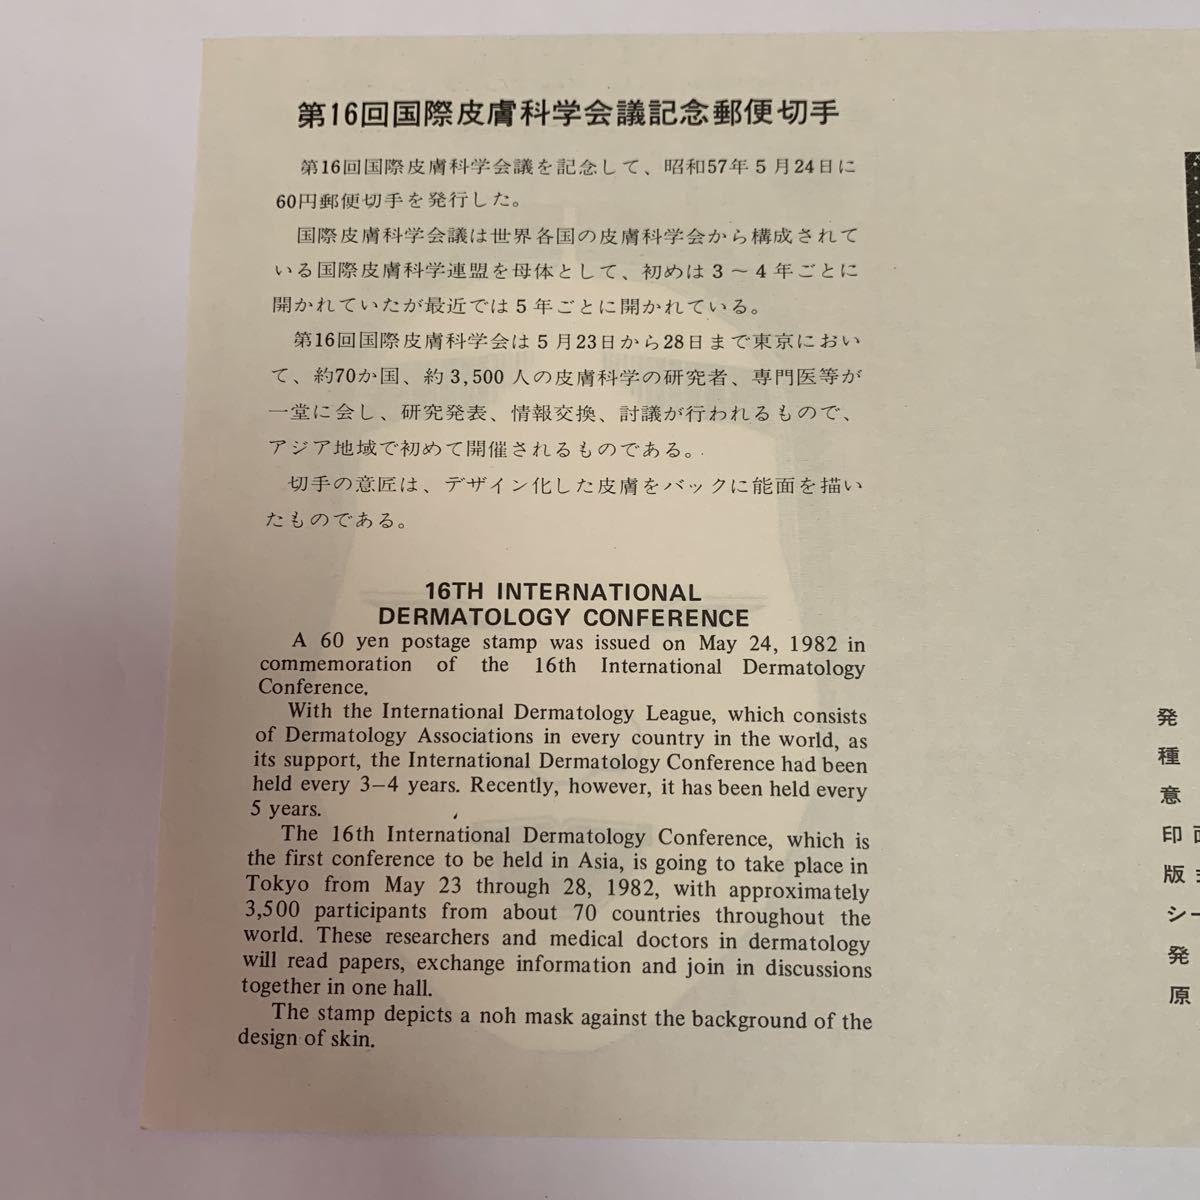 第16回国際皮膚科学会議記念郵便切手
第16回国際皮膚科学会議を記念して、昭和57年5月24日に
60円郵便切手を発行した。
国際皮膚科学会議は世界各国の皮膚科学会から構成されて
いる国際皮膚科学連盟を母体として、初めは3～4年ごとに
開かれていたが最近では5年ごとに開かれている。
第16回国際皮膚科学会は5月23日から28日まで東京におい
て、約70か国、約3,500人の皮膚科学の研究者、専門医等が
一堂に会し、研究発表、情報交換、討議が行われるもので、
アジア地域で初めて開催されるものである。
切手の意匠は、デザイン化した皮膚をバックに能面を描い
たものである。
16TH INTERNATIONAL
DERMATOLOGY CONFERENCE
A 60 yen postage stamp was issued on May 24, 1982 in
commemoration of the 16th International Dermatology
Conference.
With the International Dermatology League, which consists
of Dermatology Associations in every country in the world, as
its support, the International Dermatology Conference had been
held every 3–4 years. Recently, however, it has been held every
5 years.
The 16th International Dermatology Conference, which is
the first conference to be held in Asia, is going to take place in
Tokyo from May 23 through 28, 1982, with approximately
3,500 participants from about 70 countries throughout the
world. These researchers and medical doctors in dermatology
will read papers, exchange information and join in discussions
together in one hall.
The stamp depicts a noh mask against the background of the
design of skin.
発
種
意
印
版
シー
発
原